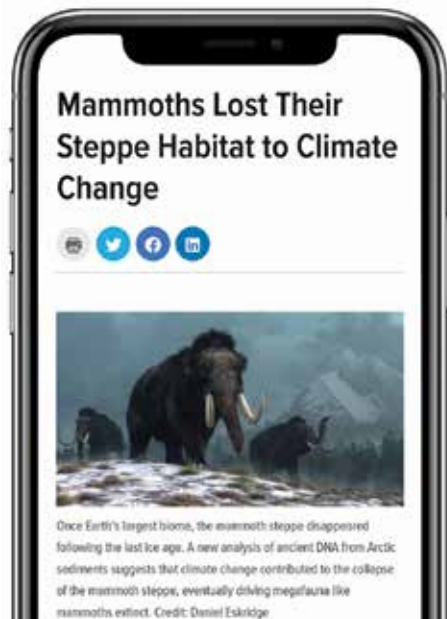 Mammoths Lost Their
Steppe Habitat to Climate
Change
in
Once Earth's largest biome, the mammoth steppe disappeared
following the last ice age. A new analysis of ancient DNA from Arctic
sediments suggests that climate change contributed to the collapse
of the mammoth steppe, eventually driving megafauna like
mammoths extinct. Credit: Daniel Eskridge